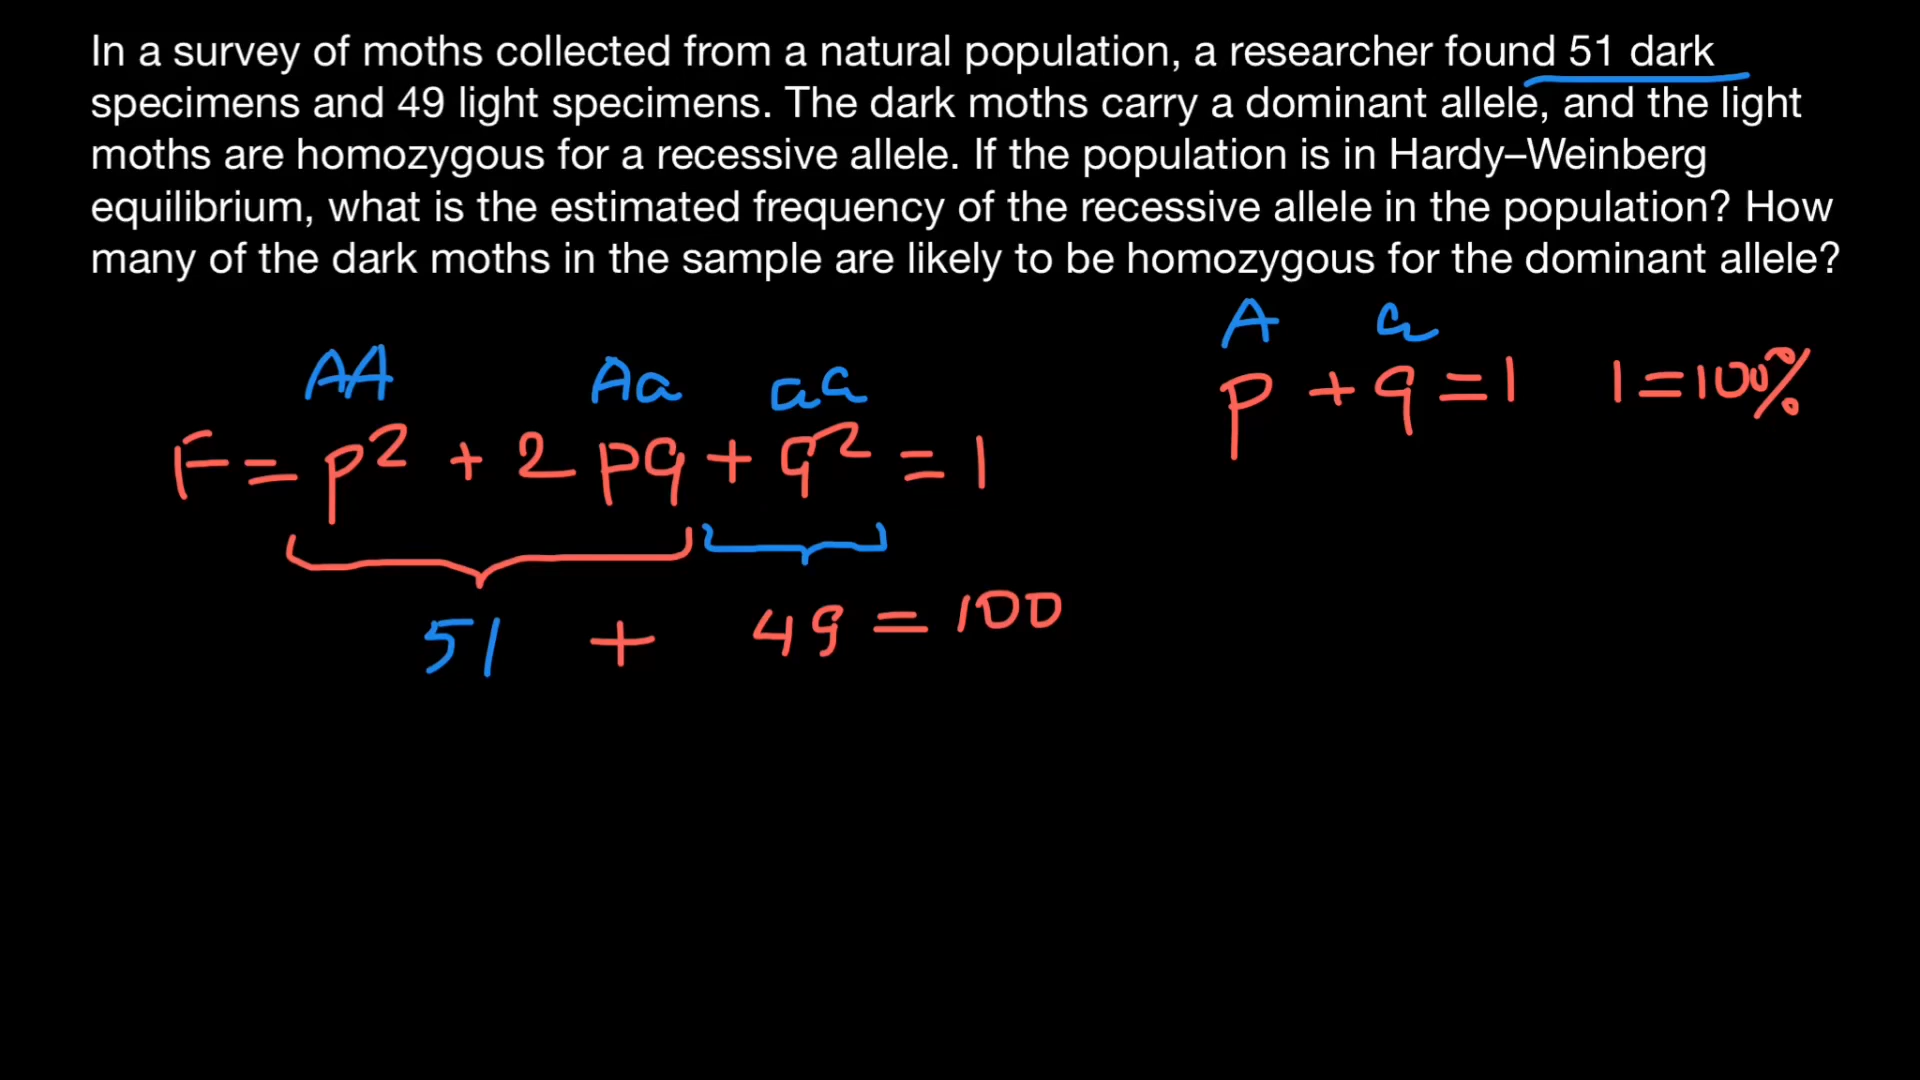 In a survey of moths collected from a natural population, a researcher found 51 dark
specimens and 49 light specimens. The dark moths carry a dominant allele, and the light
moths are homozygous for a recessive allele. If the population is in Hardy–Weinberg
equilibrium, what is the estimated frequency of the recessive allele in the population? How
many of the dark moths in the sample are likely to be homozygous for the dominant allele?
A a
p + q = 1 1 = 100%
AA Aa aa
F = p² + 2pq + q² = 1
51 + 49 = 100